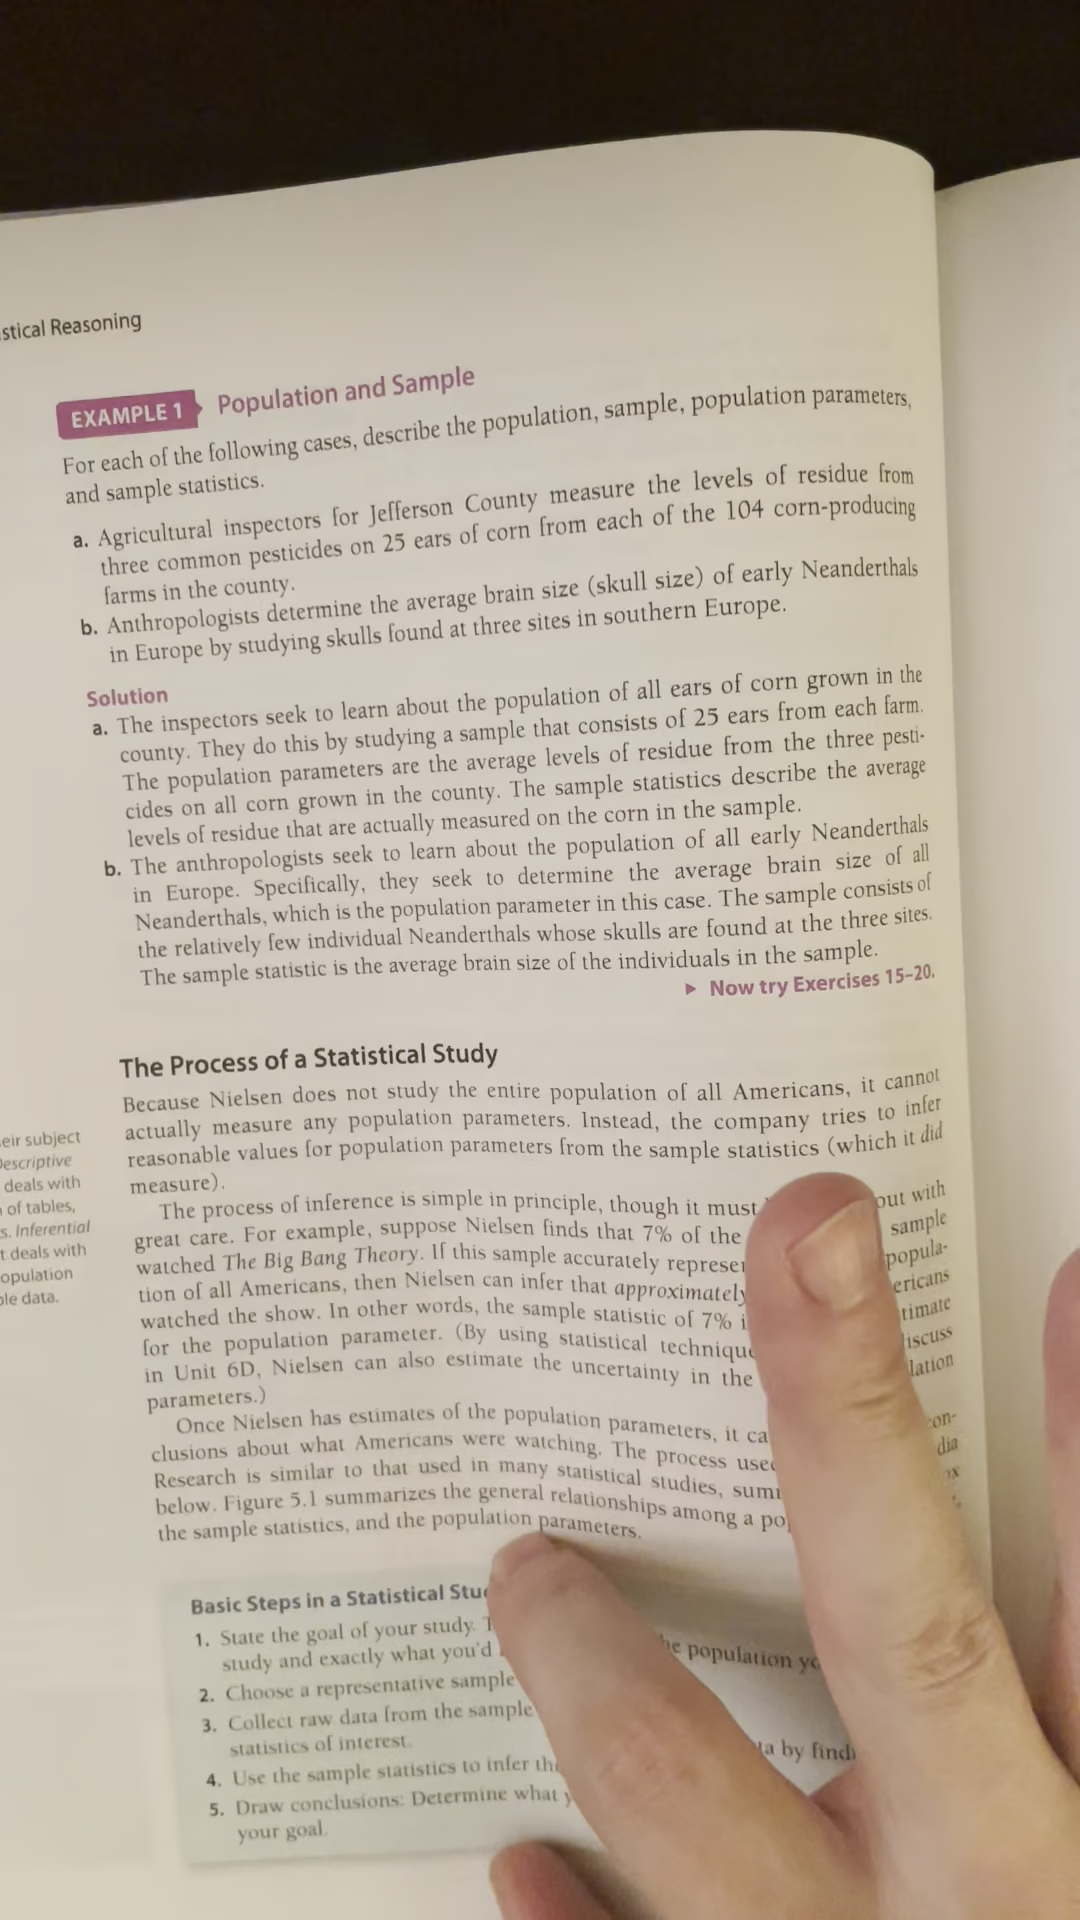 stical Reasoning
EXAMPLE 1 Population and Sample
For each of the following cases, describe the population, sample, population parameters,
and sample statistics.
a. Agricultural inspectors for Jefferson County measure the levels of residue from
three common pesticides on 25 ears of corn from each of the 104 corn-producing
farms in the county.
b. Anthropologists determine the average brain size (skull size) of early Neanderthals
in Europe by studying skulls found at three sites in southern Europe.
Solution
a. The inspectors seek to learn about the population of all ears of corn grown in the
county. They do this by studying a sample that consists of 25 ears from each farm.
The population parameters are the average levels of residue from the three pesti-
cides on all corn grown in the county. The sample statistics describe the average
levels of residue that are actually measured on the corn in the sample.
b. The anthropologists seek to learn about the population of all early Neanderthals
in Europe. Specifically, they seek to determine the average brain size of all
Neanderthals, which is the population parameter in this case. The sample consists of
the relatively few individual Neanderthals whose skulls are found at the three sites.
The sample statistic is the average brain size of the individuals in the sample.
► Now try Exercises 15–20.
The Process of a Statistical Study
Because Nielsen does not study the entire population of all Americans, it cannot
actually measure any population parameters. Instead, the company tries to infer
reasonable values for population parameters from the sample statistics (which it did
measure).
The process of inference is simple in principle, though it must out with
great care. For example, suppose Nielsen finds that 7% of the sample
watched The Big Bang Theory. If this sample accurately represe popula-
tion of all Americans, then Nielsen can infer that approximately ericans
watched the show. In other words, the sample statistic of 7% i timate
for the population parameter. (By using statistical technique iscuss
in Unit 6D, Nielsen can also estimate the uncertainty in the lation
parameters.)
Once Nielsen has estimates of the population parameters, it ca con-
clusions about what Americans were watching. The process used dia
Research is similar to that used in many statistical studies, summ
below. Figure 5.1 summarizes the general relationships among a po
the sample statistics, and the population parameters.
eir subject
Descriptive
deals with
of tables,
s. Inferential
t deals with
opulation
ple data.
Basic Steps in a Statistical Stu
1. State the goal of your study. he population yo
study and exactly what you'd
2. Choose a representative sample
3. Collect raw data from the sample ta by findi
statistics of interest.
4. Use the sample statistics to infer th
5. Draw conclusions: Determine what y
your goal.